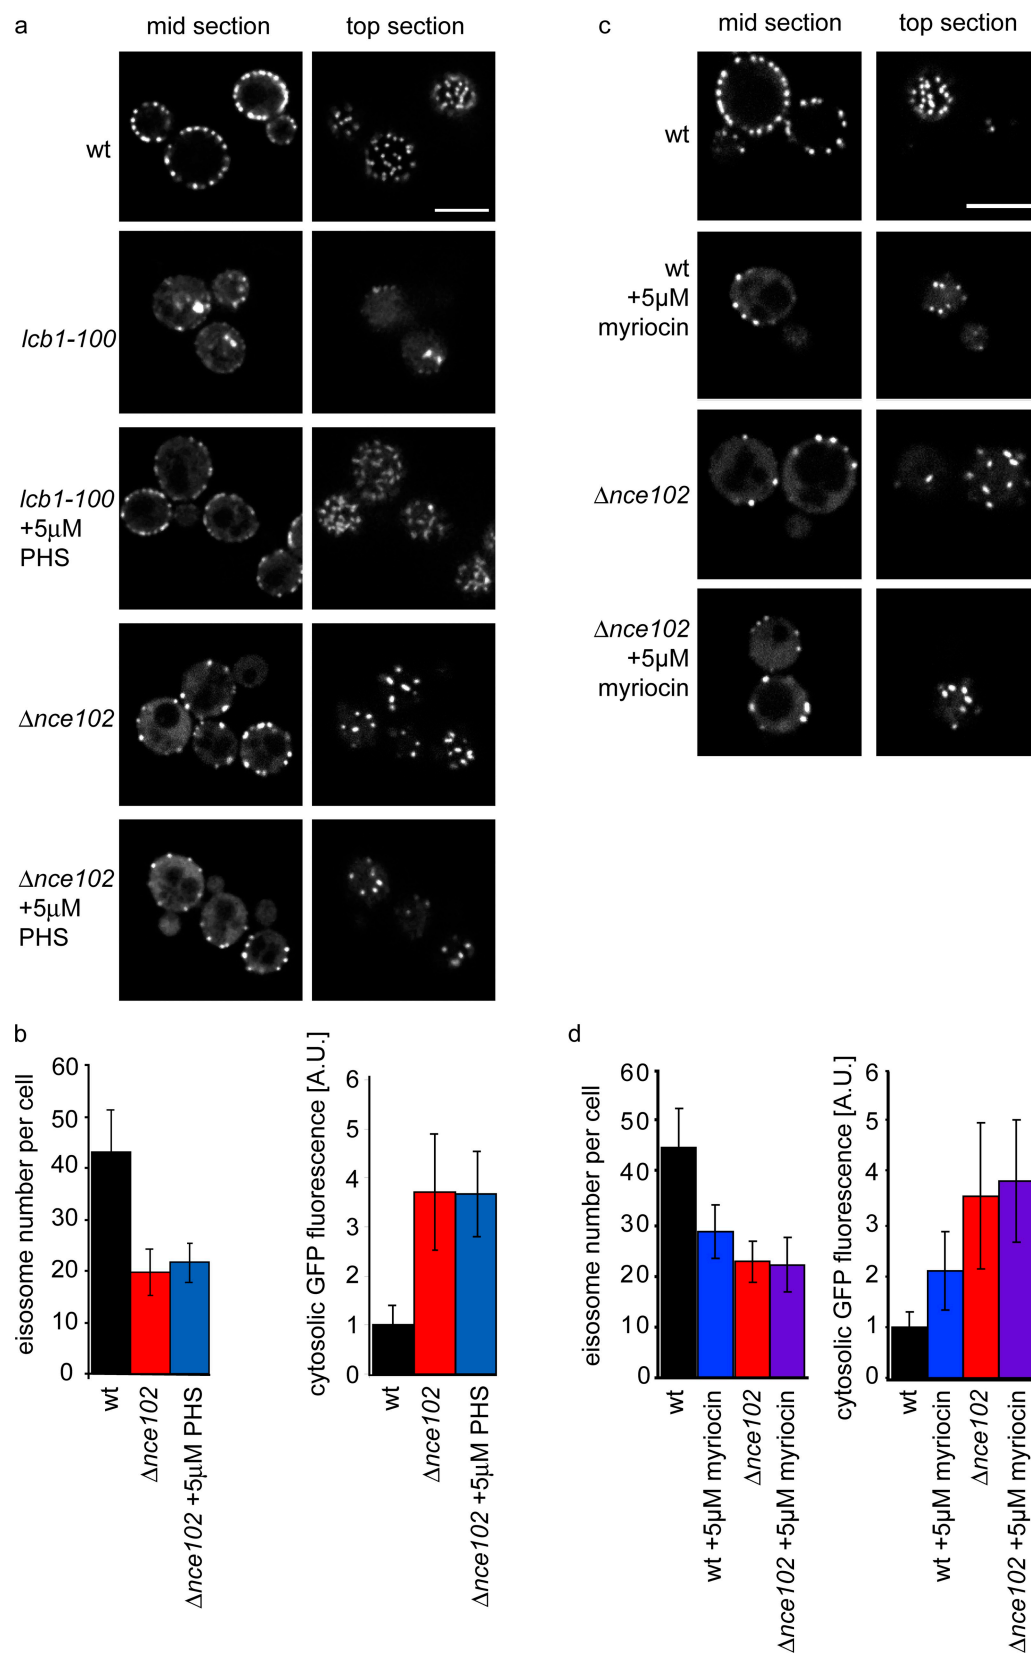 a
mid section
top section
wt
lcb1-100
lcb1-100
+5µM
PHS
Δnce102
Δnce102
+5µM
PHS
c
mid section
top section
wt
wt
+5µM
myriocin
Δnce102
Δnce102
+5µM
myriocin
b
eisosome number per cell
60
50
40
30
20
10
0
wt
Δnce102
Δnce102 +5µM PHS
cytosolic GFP fluorescence [A.U.]
6
5
4
3
2
1
0
wt
Δnce102
Δnce102 +5µM PHS
d
eisosome number per cell
60
50
40
30
20
10
0
wt
wt +5µM myriocin
Δnce102
Δnce102 +5µM myriocin
cytosolic GFP fluorescence [A.U.]
6
5
4
3
2
1
0
wt
wt +5µM myriocin
Δnce102
Δnce102 +5µM myriocin